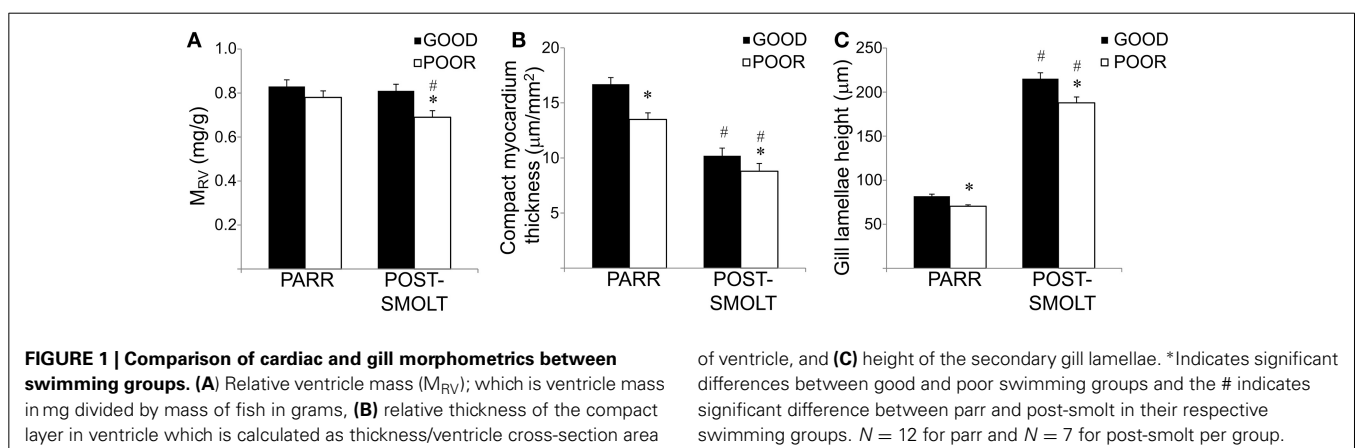 A
GOOD
POOR
1.0
0.8
0.6
0.4
0.2
M_RV (mg/g)
#
*
PARR
POST-
SMOLT
B
GOOD
POOR
20
15
10
5
Compact myocardium
thickness (μm/mm²)
*
#
#
*
PARR
POST-
SMOLT
C
GOOD
POOR
250
200
150
100
50
Gill lamellae height (μm)
*
#
#
*
PARR
POST-
SMOLT
FIGURE 1 | Comparison of cardiac and gill morphometrics between
swimming groups. (A) Relative ventricle mass (M_RV); which is ventricle mass
in mg divided by mass of fish in grams, (B) relative thickness of the compact
layer in ventricle which is calculated as thickness/ventricle cross-section area
of ventricle, and (C) height of the secondary gill lamellae. *Indicates significant
differences between good and poor swimming groups and the # indicates
significant difference between parr and post-smolt in their respective
swimming groups. N = 12 for parr and N = 7 for post-smolt per group.